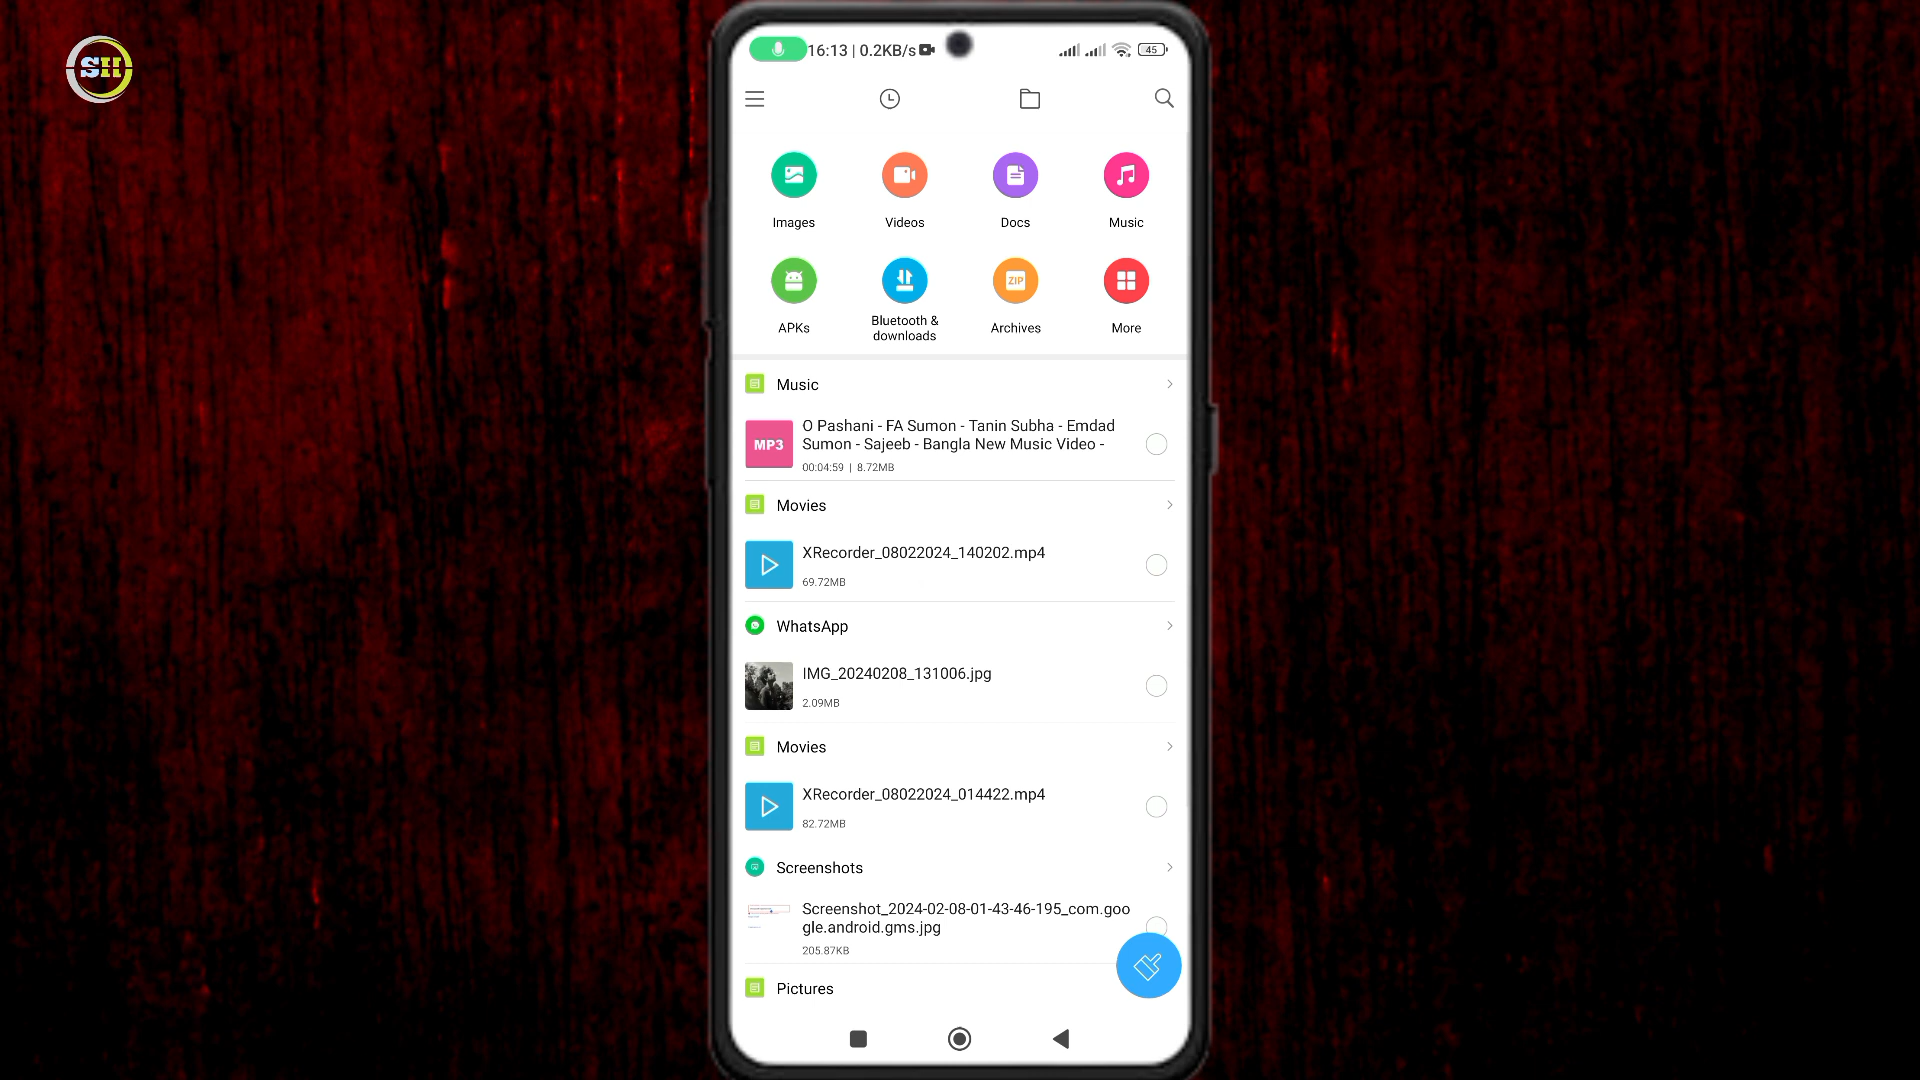 SH
16:13 | 0.2KB/s
45
Images
Videos
Docs
Music
ZIP
APKs
Bluetooth &
downloads
Archives
More
Music
MP3
O Pashani - FA Sumon - Tanin Subha - Emdad
Sumon - Sajeeb - Bangla New Music Video -
00:04:59 | 8.72MB
Movies
XRecorder_08022024_140202.mp4
69.72MB
WhatsApp
IMG_20240208_131006.jpg
2.09MB
Movies
XRecorder_08022024_014422.mp4
82.72MB
Screenshots
Screenshot_2024-02-08-01-43-46-195_com.goo
gle.android.gms.jpg
205.87KB
Pictures